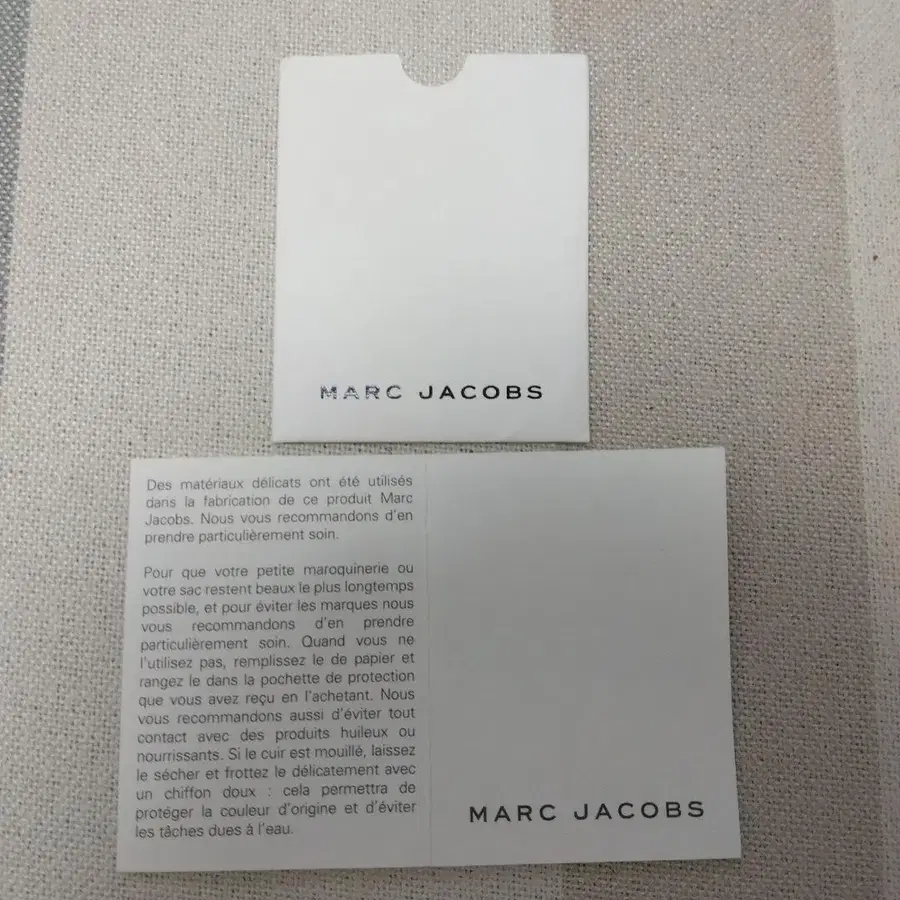 MARC JACOBS
Des matériaux délicats ont été utilisés
dans la fabrication de ce produit Marc
Jacobs. Nous vous recommandons d'en
prendre particulièrement soin.
Pour que votre petite maroquinerie ou
votre sac restent beaux le plus longtemps
possible, et pour éviter les marques nous
vous recommandons d'en prendre
particulièrement soin. Quand vous ne
l'utilisez pas, remplissez le de papier et
rangez le dans la pochette de protection
que vous avez reçu en l'achetant. Nous
vous recommandons aussi d'éviter tout
contact avec des produits huileux ou
nourrissants. Si le cuir est mouillé, laissez
le sécher et frottez le délicatement avec
un chiffon doux : cela permettra de
protéger la couleur d'origine et d'éviter
les tâches dues à l'eau.
MARC JACOBS